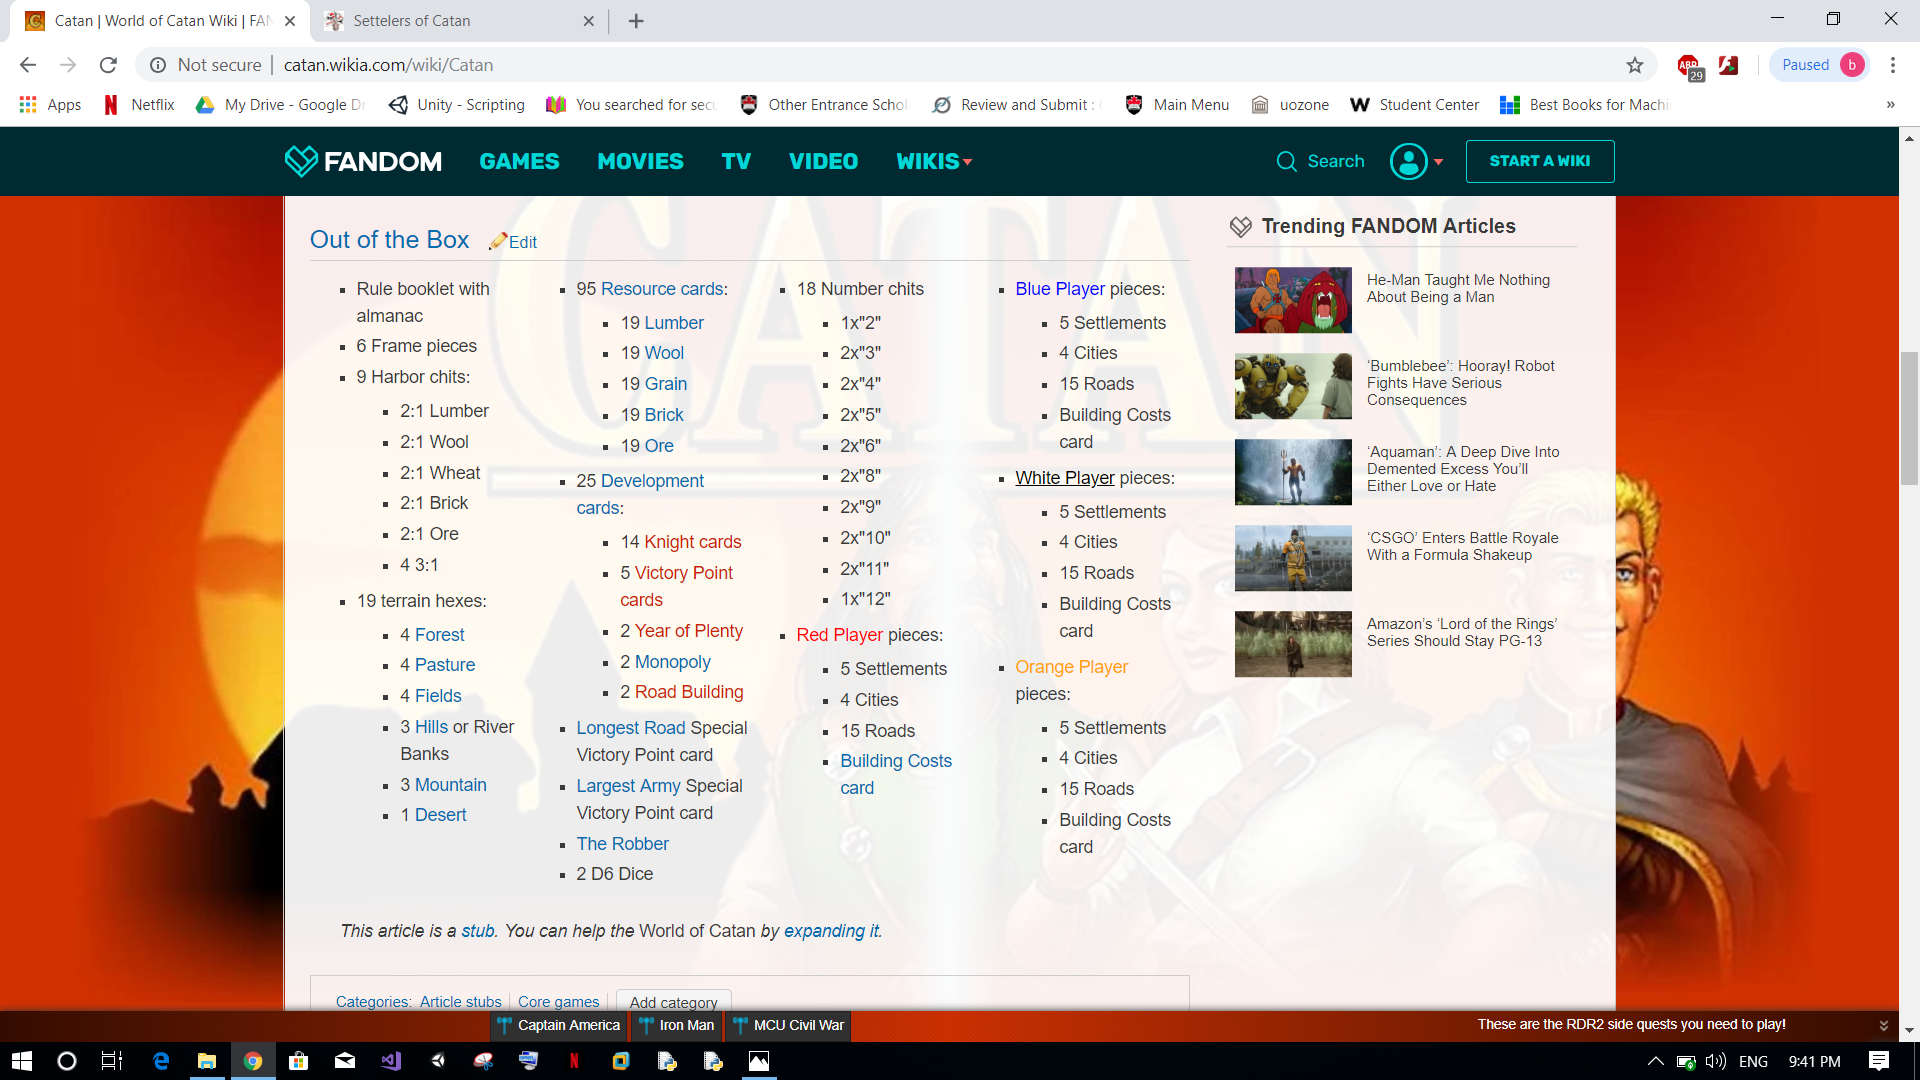 Catan | World of Catan Wiki | FAN
Settelers of Catan
Not secure
catan.wikia.com/wiki/Catan
ABP
29
Paused
b
Apps
Netflix
My Drive - Google Dr
Unity - Scripting
You searched for secu
Other Entrance Schol
Review and Submit :
Main Menu
uozone
Student Center
Best Books for Machi
»
FANDOM
GAMES
MOVIES
TV
VIDEO
WIKIS
Search
START A WIKI
CATAN
Out of the Box
Edit
Rule booklet with
almanac
6 Frame pieces
9 Harbor chits:
2:1 Lumber
2:1 Wool
2:1 Wheat
2:1 Brick
2:1 Ore
4 3:1
19 terrain hexes:
4 Forest
4 Pasture
4 Fields
3 Hills or River
Banks
3 Mountain
1 Desert
95 Resource cards:
19 Lumber
19 Wool
19 Grain
19 Brick
19 Ore
25 Development
cards:
14 Knight cards
5 Victory Point
cards
2 Year of Plenty
2 Monopoly
2 Road Building
Longest Road Special
Victory Point card
Largest Army Special
Victory Point card
The Robber
2 D6 Dice
18 Number chits
1x"2"
2x"3"
2x"4"
2x"5"
2x"6"
2x"8"
2x"9"
2x"10"
2x"11"
1x"12"
Red Player pieces:
5 Settlements
4 Cities
15 Roads
Building Costs
card
Blue Player pieces:
5 Settlements
4 Cities
15 Roads
Building Costs
card
White Player pieces:
5 Settlements
4 Cities
15 Roads
Building Costs
card
Orange Player
pieces:
5 Settlements
4 Cities
15 Roads
Building Costs
card
Trending FANDOM Articles
He-Man Taught Me Nothing
About Being a Man
‘Bumblebee’: Hooray! Robot
Fights Have Serious
Consequences
‘Aquaman’: A Deep Dive Into
Demented Excess You’ll
Either Love or Hate
‘CSGO’ Enters Battle Royale
With a Formula Shakeup
Amazon’s ‘Lord of the Rings’
Series Should Stay PG-13
This article is a stub. You can help the World of Catan by expanding it.
Categories: Article stubs
Core games
Add category
Captain America
Iron Man
MCU Civil War
These are the RDR2 side quests you need to play!
ENG
9:41 PM